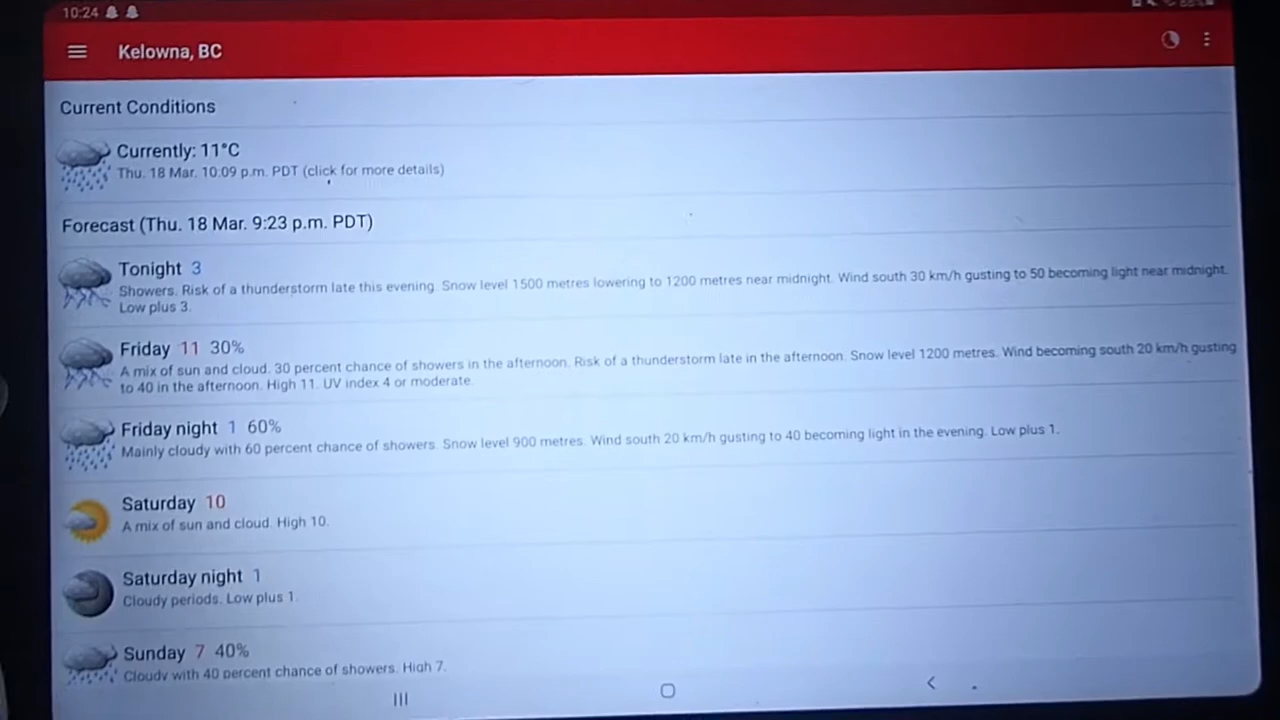 10:24
Kelowna, BC
Current Conditions
Currently: 11°C
Thu. 18 Mar. 10:09 p.m. PDT (click for more details)
Forecast (Thu. 18 Mar. 9:23 p.m. PDT)
Tonight 3
Showers. Risk of a thunderstorm late this evening. Snow level 1500 metres lowering to 1200 metres near midnight. Wind south 30 km/h gusting to 50 becoming light near midnight.
Low plus 3.
Friday 11 30%
A mix of sun and cloud. 30 percent chance of showers in the afternoon. Risk of a thunderstorm late in the afternoon. Snow level 1200 metres. Wind becoming south 20 km/h gusting
to 40 in the afternoon. High 11. UV index 4 or moderate.
Friday night 1 60%
Mainly cloudy with 60 percent chance of showers. Snow level 900 metres. Wind south 20 km/h gusting to 40 becoming light in the evening. Low plus 1.
Saturday 10
A mix of sun and cloud. High 10.
Saturday night 1
Cloudy periods. Low plus 1.
Sunday 7 40%
Cloudy with 40 percent chance of showers. High 7.